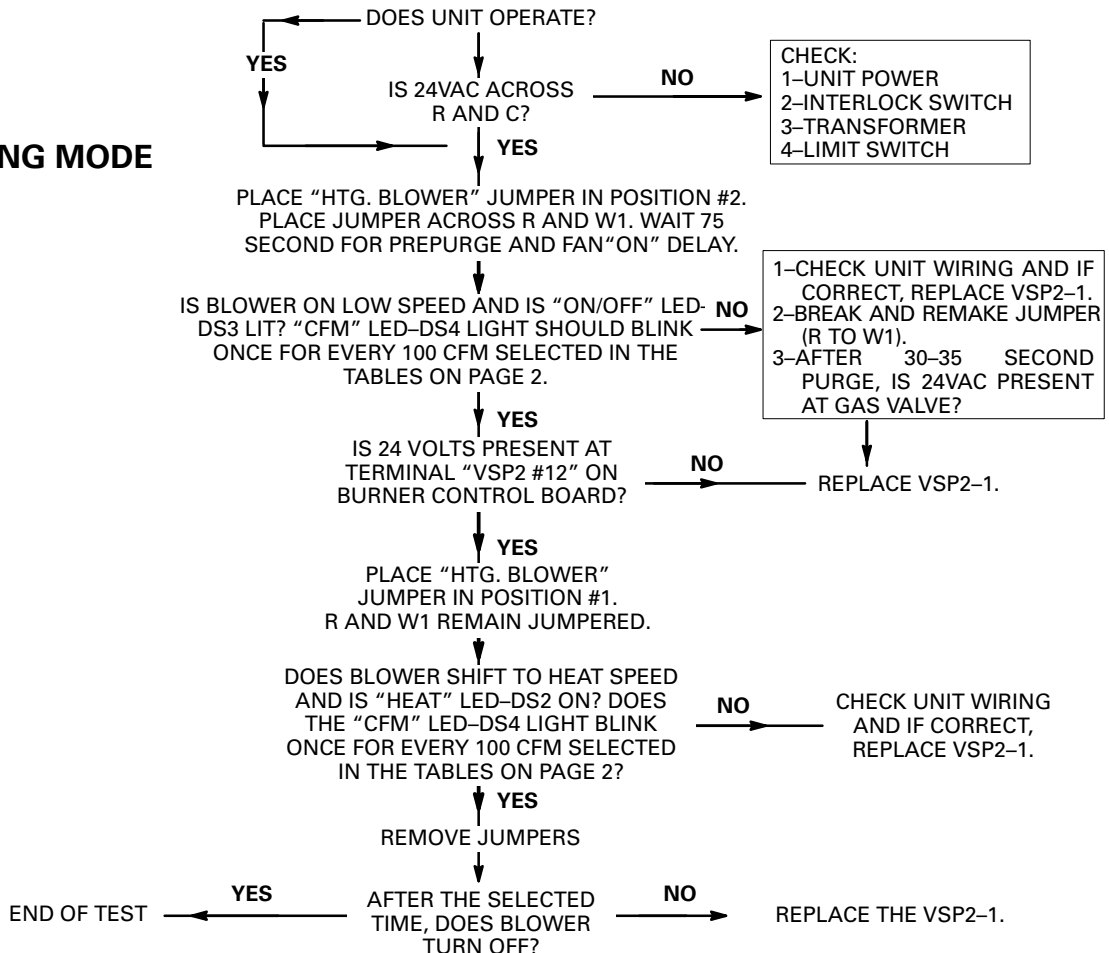 DOES UNIT OPERATE?
YES
IS 24VAC ACROSS
R AND C?
NO
CHECK:
1–UNIT POWER
2–INTERLOCK SWITCH
3–TRANSFORMER
4–LIMIT SWITCH
YES
NG MODE
PLACE “HTG. BLOWER” JUMPER IN POSITION #2.
PLACE JUMPER ACROSS R AND W1. WAIT 75
SECOND FOR PREPURGE AND FAN“ON” DELAY.
IS BLOWER ON LOW SPEED AND IS “ON/OFF” LED-
DS3 LIT? “CFM” LED–DS4 LIGHT SHOULD BLINK
ONCE FOR EVERY 100 CFM SELECTED IN THE
TABLES ON PAGE 2.
NO
1–CHECK UNIT WIRING AND IF
CORRECT, REPLACE VSP2–1.
2–BREAK AND REMAKE JUMPER
(R TO W1).
3–AFTER 30–35 SECOND
PURGE, IS 24VAC PRESENT
AT GAS VALVE?
YES
IS 24 VOLTS PRESENT AT
TERMINAL “VSP2 #12” ON
BURNER CONTROL BOARD?
NO
REPLACE VSP2–1.
YES
PLACE “HTG. BLOWER”
JUMPER IN POSITION #1.
R AND W1 REMAIN JUMPERED.
DOES BLOWER SHIFT TO HEAT SPEED
AND IS “HEAT” LED–DS2 ON? DOES
THE “CFM” LED–DS4 LIGHT BLINK
ONCE FOR EVERY 100 CFM SELECTED
IN THE TABLES ON PAGE 2?
NO
CHECK UNIT WIRING
AND IF CORRECT,
REPLACE VSP2–1.
YES
REMOVE JUMPERS
AFTER THE SELECTED
TIME, DOES BLOWER
TURN OFF?
YES
END OF TEST
NO
REPLACE THE VSP2–1.